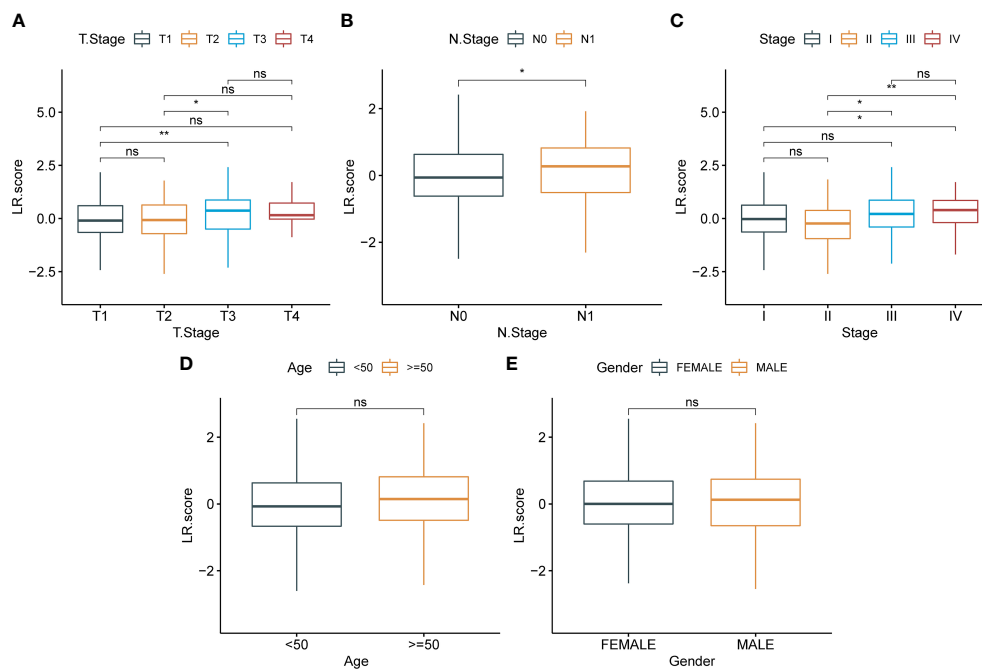 A
T.Stage T1 T2 T3 T4
ns
ns
*
ns
**
ns
5.0
2.5
0.0
−2.5
LR.score
T1 T2 T3 T4
T.Stage
B
N.Stage N0 N1
*
2
0
−2
LR.score
N0 N1
N.Stage
C
Stage I II III IV
ns
**
*
*
ns
ns
5.0
2.5
0.0
−2.5
LR.score
I II III IV
Stage
D
Age <50 >=50
ns
2
0
−2
LR.score
<50 >=50
Age
E
Gender FEMALE MALE
ns
2
0
−2
LR.score
FEMALE MALE
Gender